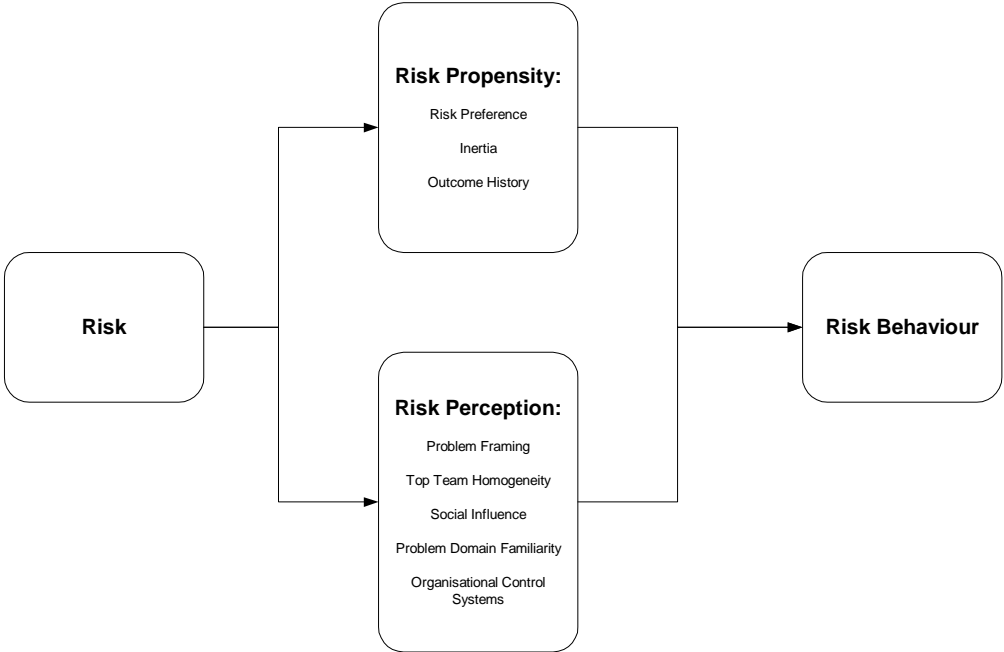 Risk Propensity:
Risk Preference
Inertia
Outcome History
Risk
Risk Behaviour
Risk Perception:
Problem Framing
Top Team Homogeneity
Social Influence
Problem Domain Familiarity
Organisational Control
Systems